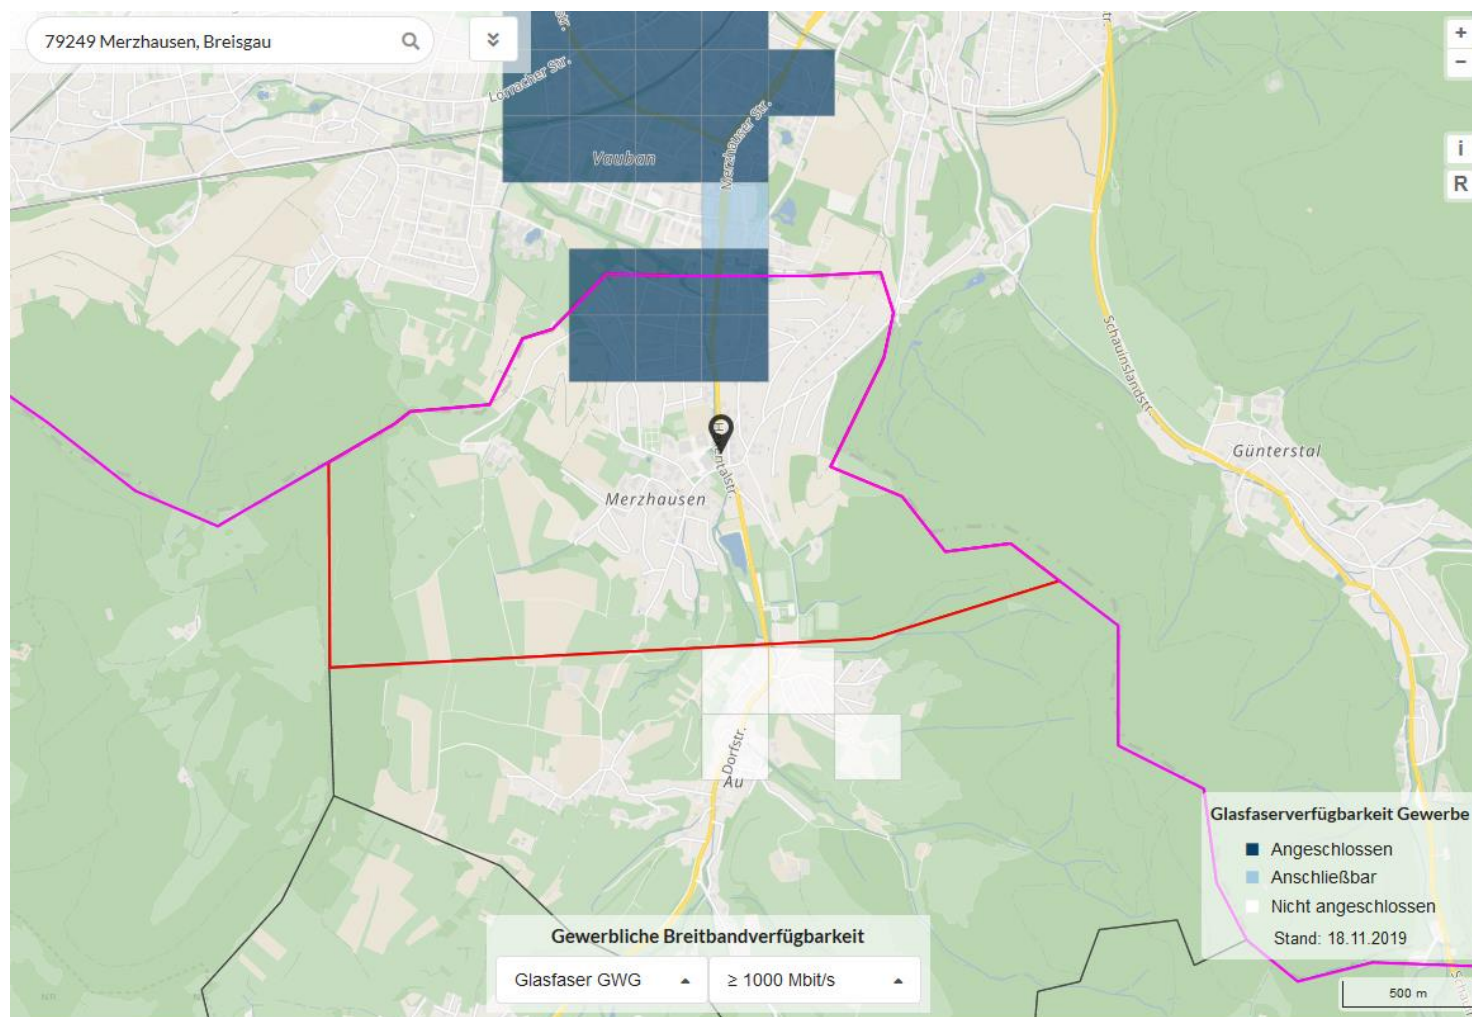 79249 Merzhausen, Breisgau
+
−
i
R
Lörracher Str.
Merzhauser Str.
Vauban
Schauinslandstr.
Günterstal
Merzhausen
Dorfstr.
Au
Glasfaserverfügbarkeit Gewerbe
Angeschlossen
Anschließbar
Nicht angeschlossen
Stand: 18.11.2019
Gewerbliche Breitbandverfügbarkeit
Glasfaser GWG
≥ 1000 Mbit/s
500 m